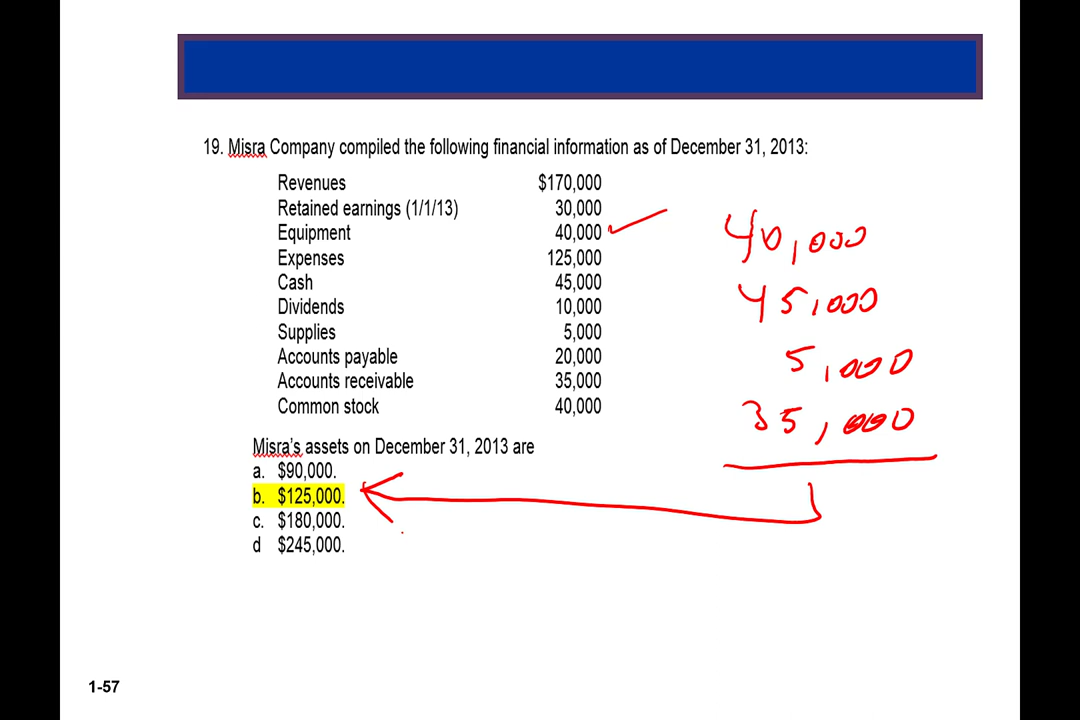 19. Misra Company compiled the following financial information as of December 31, 2013:
Revenues $170,000
Retained earnings (1/1/13) 30,000
Equipment 40,000
Expenses 125,000
Cash 45,000
Dividends 10,000
Supplies 5,000
Accounts payable 20,000
Accounts receivable 35,000
Common stock 40,000
40,000
45,000
5,000
35,000
Misra's assets on December 31, 2013 are
a. $90,000.
b. $125,000.
c. $180,000.
d $245,000.
1-57